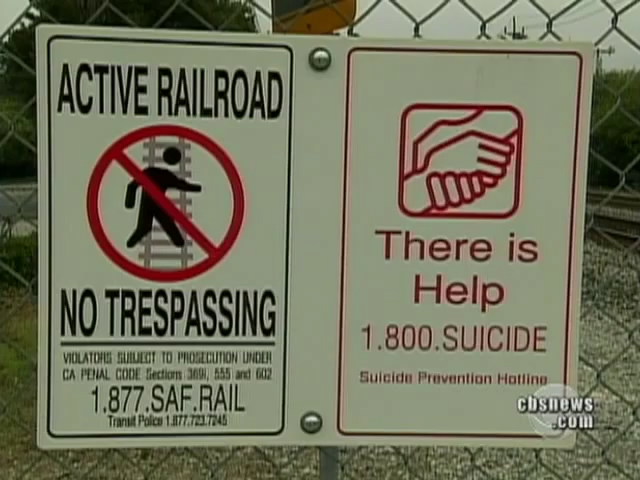 ACTIVE RAILROAD
NO TRESPASSING
VIOLATORS SUBJECT TO PROSECUTION UNDER
CA PENAL CODE Sections 369i, 555 and 602
1.877.SAF.RAIL
Transit Police 1.877.723.7245
There is
Help
1.800.SUICIDE
Suicide Prevention Hotline
cbsnews
.com